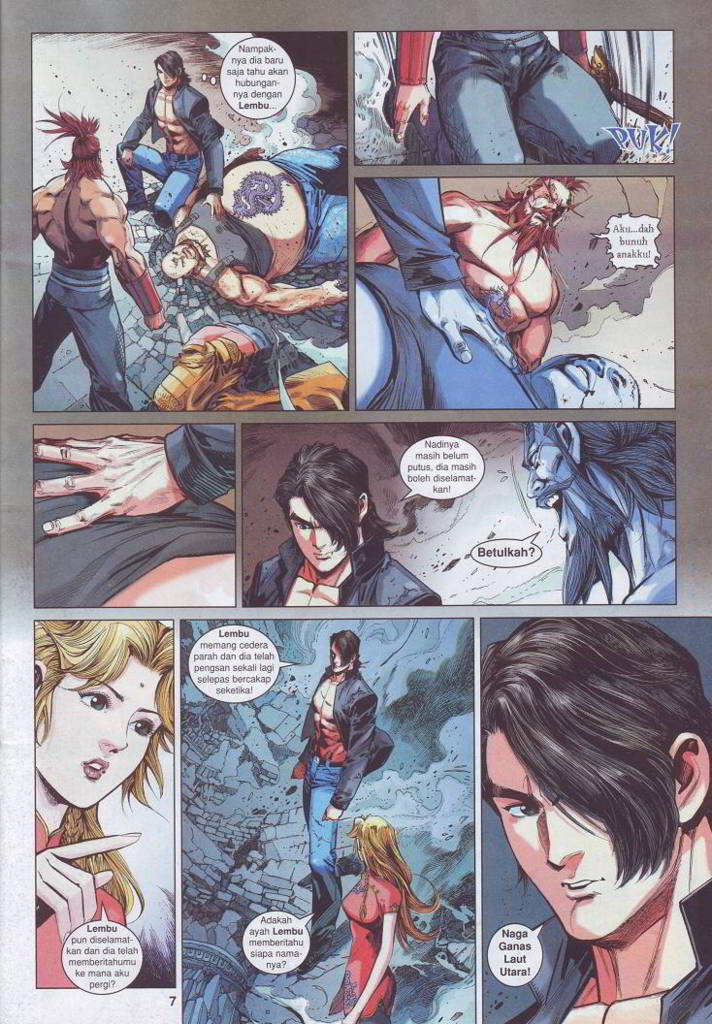 Nampak-
nya dia baru
saja tahu akan
hubungan-
nya dengan
Lembu...
PUK!
Aku...dah
bunuh
anakku!
Nadinya
masih belum
putus, dia masih
boleh diselamat-
kan!
Betulkah?
Lembu
pun diselamat-
kan dan dia telah
memberitahumu
ke mana aku
pergi?
Lembu
memang cedera
parah dan dia telah
pengsan sekali lagi
selepas bercakap
seketika!
Adakah
ayah Lembu
memberitahu
siapa nama-
nya?
Naga
Ganas
Laut
Utara!
7